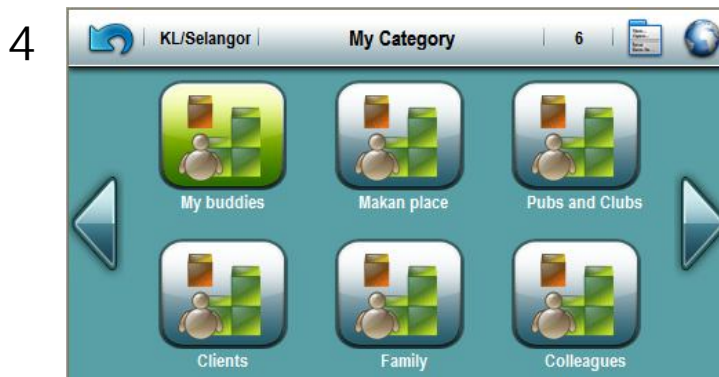 4
KL/Selangor My Category 6
My buddies Makan place Pubs and Clubs
Clients Family Colleagues